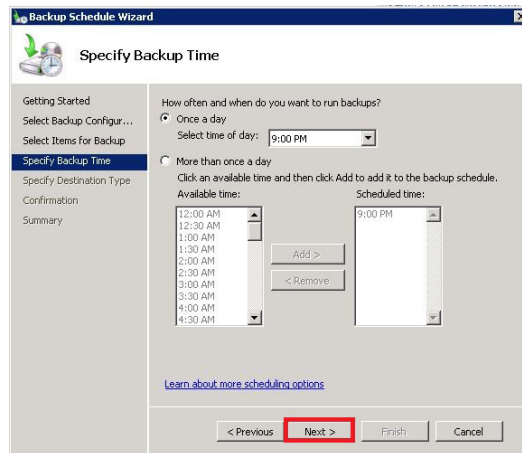 Backup Schedule Wizard
Specify Backup Time
Getting Started
Select Backup Configur...
Select Items for Backup
Specify Backup Time
Specify Destination Type
Confirmation
Summary
How often and when do you want to run backups?
Once a day
Select time of day: 9:00 PM
More than once a day
Click an available time and then click Add to add it to the backup schedule.
Available time: Scheduled time:
12:00 AM 9:00 PM
12:30 AM
1:00 AM
1:30 AM
2:00 AM
2:30 AM
3:00 AM
3:30 AM
4:00 AM
4:30 AM
Add >
< Remove
Learn about more scheduling options
< Previous Next > Finish Cancel